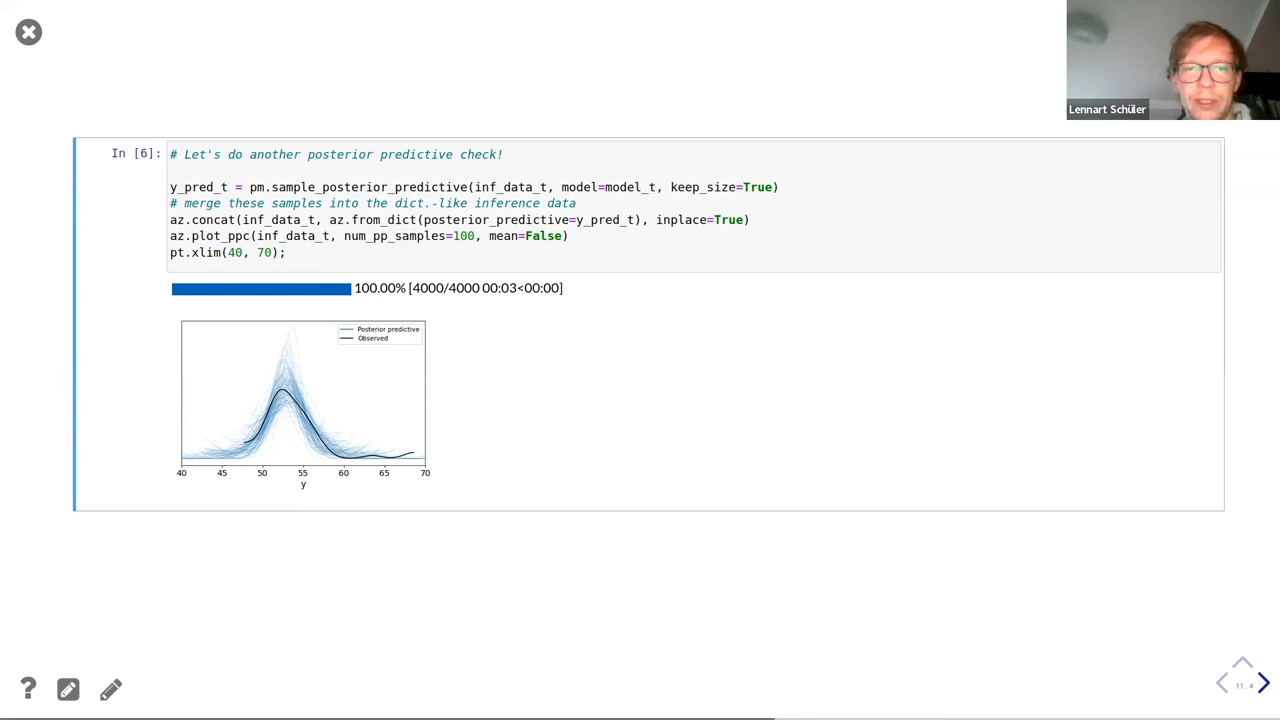 Lennart Schüler
In [6]:
# Let's do another posterior predictive check!
y_pred_t = pm.sample_posterior_predictive(inf_data_t, model=model_t, keep_size=True)
# merge these samples into the dict.-like inference data
az.concat(inf_data_t, az.from_dict(posterior_predictive=y_pred_t), inplace=True)
az.plot_ppc(inf_data_t, num_pp_samples=100, mean=False)
pt.xlim(40, 70);
100.00% [4000/4000 00:03<00:00]
Posterior predictive
Observed
40 45 50 55 60 65 70
y
?
11.4